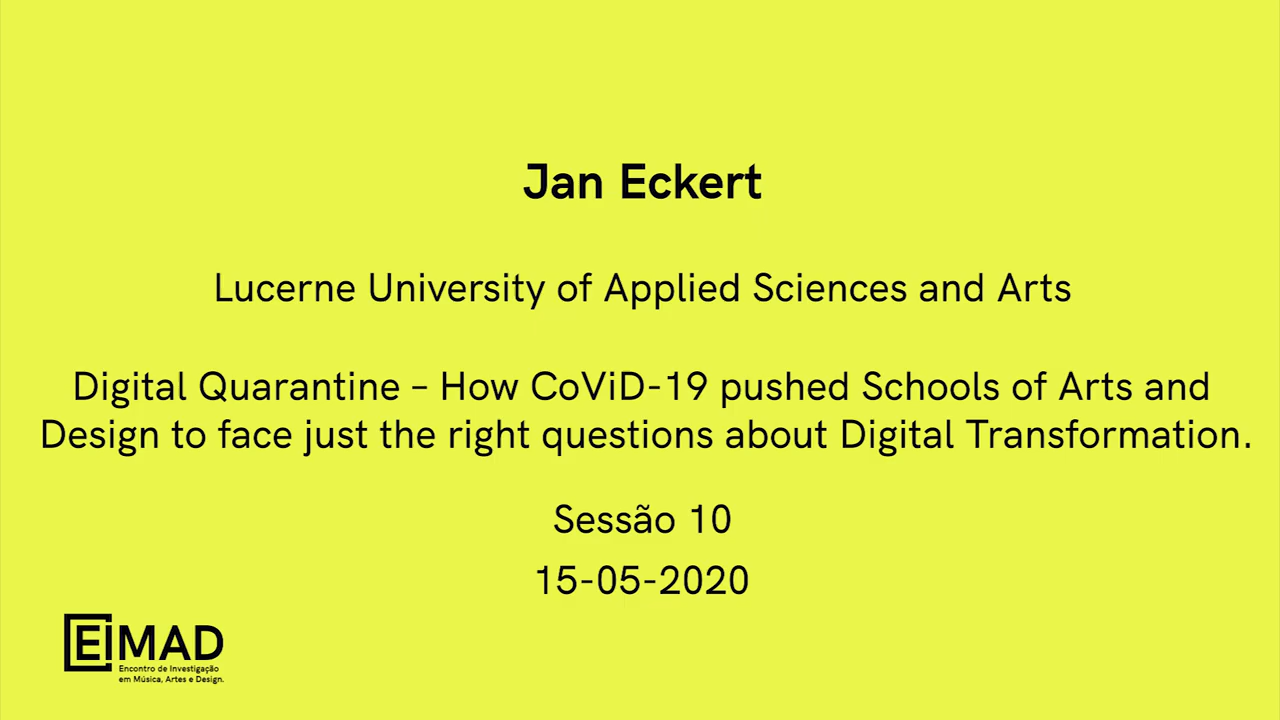 Jan Eckert
Lucerne University of Applied Sciences and Arts
Digital Quarantine – How CoViD-19 pushed Schools of Arts and
Design to face just the right questions about Digital Transformation.
Sessão 10
15-05-2020
EIMAD
Encontro de Investigação
em Música, Artes e Design.